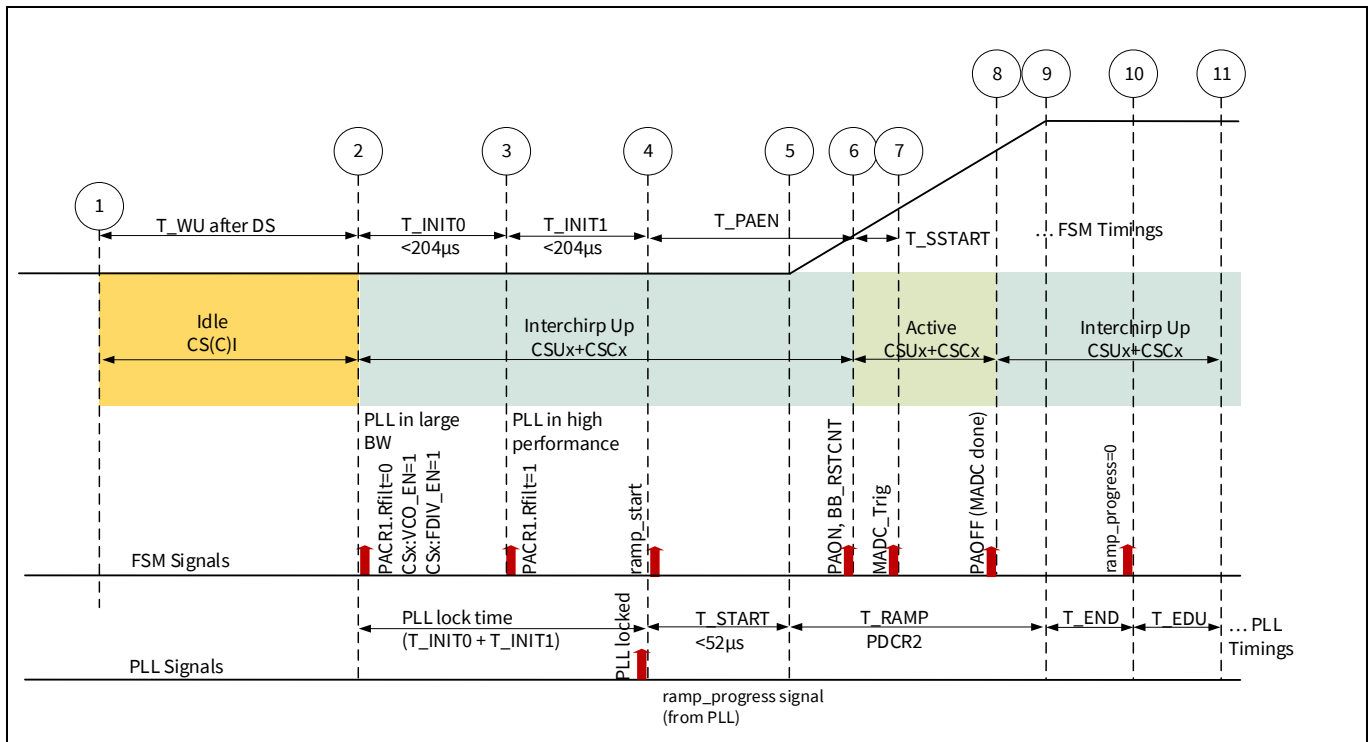 1
2
3
4
5
6
7
8
9
10
11
T_WU after DS
T_INIT0
<204µs
T_INIT1
<204µs
T_PAEN
T_SSTART
... FSM Timings
Idle
CS(C)I
Interchirp Up
CSUx+CSCx
Active
CSUx+CSCx
Interchirp Up
CSUx+CSCx
PLL in large
BW
PLL in high
performance
PACR1.Rfilt=0
CSx:VCO_EN=1
CSx:FDIV_EN=1
PACR1.Rfilt=1
ramp_start
PAON, BB_RSTCNT
MADC_Trig
PAOFF (MADC done)
ramp_progress=0
FSM Signals
PLL lock time
(T_INIT0 + T_INIT1)
PLL locked
T_START
<52µs
T_RAMP
PDCR2
T_END
T_EDU
... PLL
Timings
PLL Signals
ramp_progress signal
(from PLL)